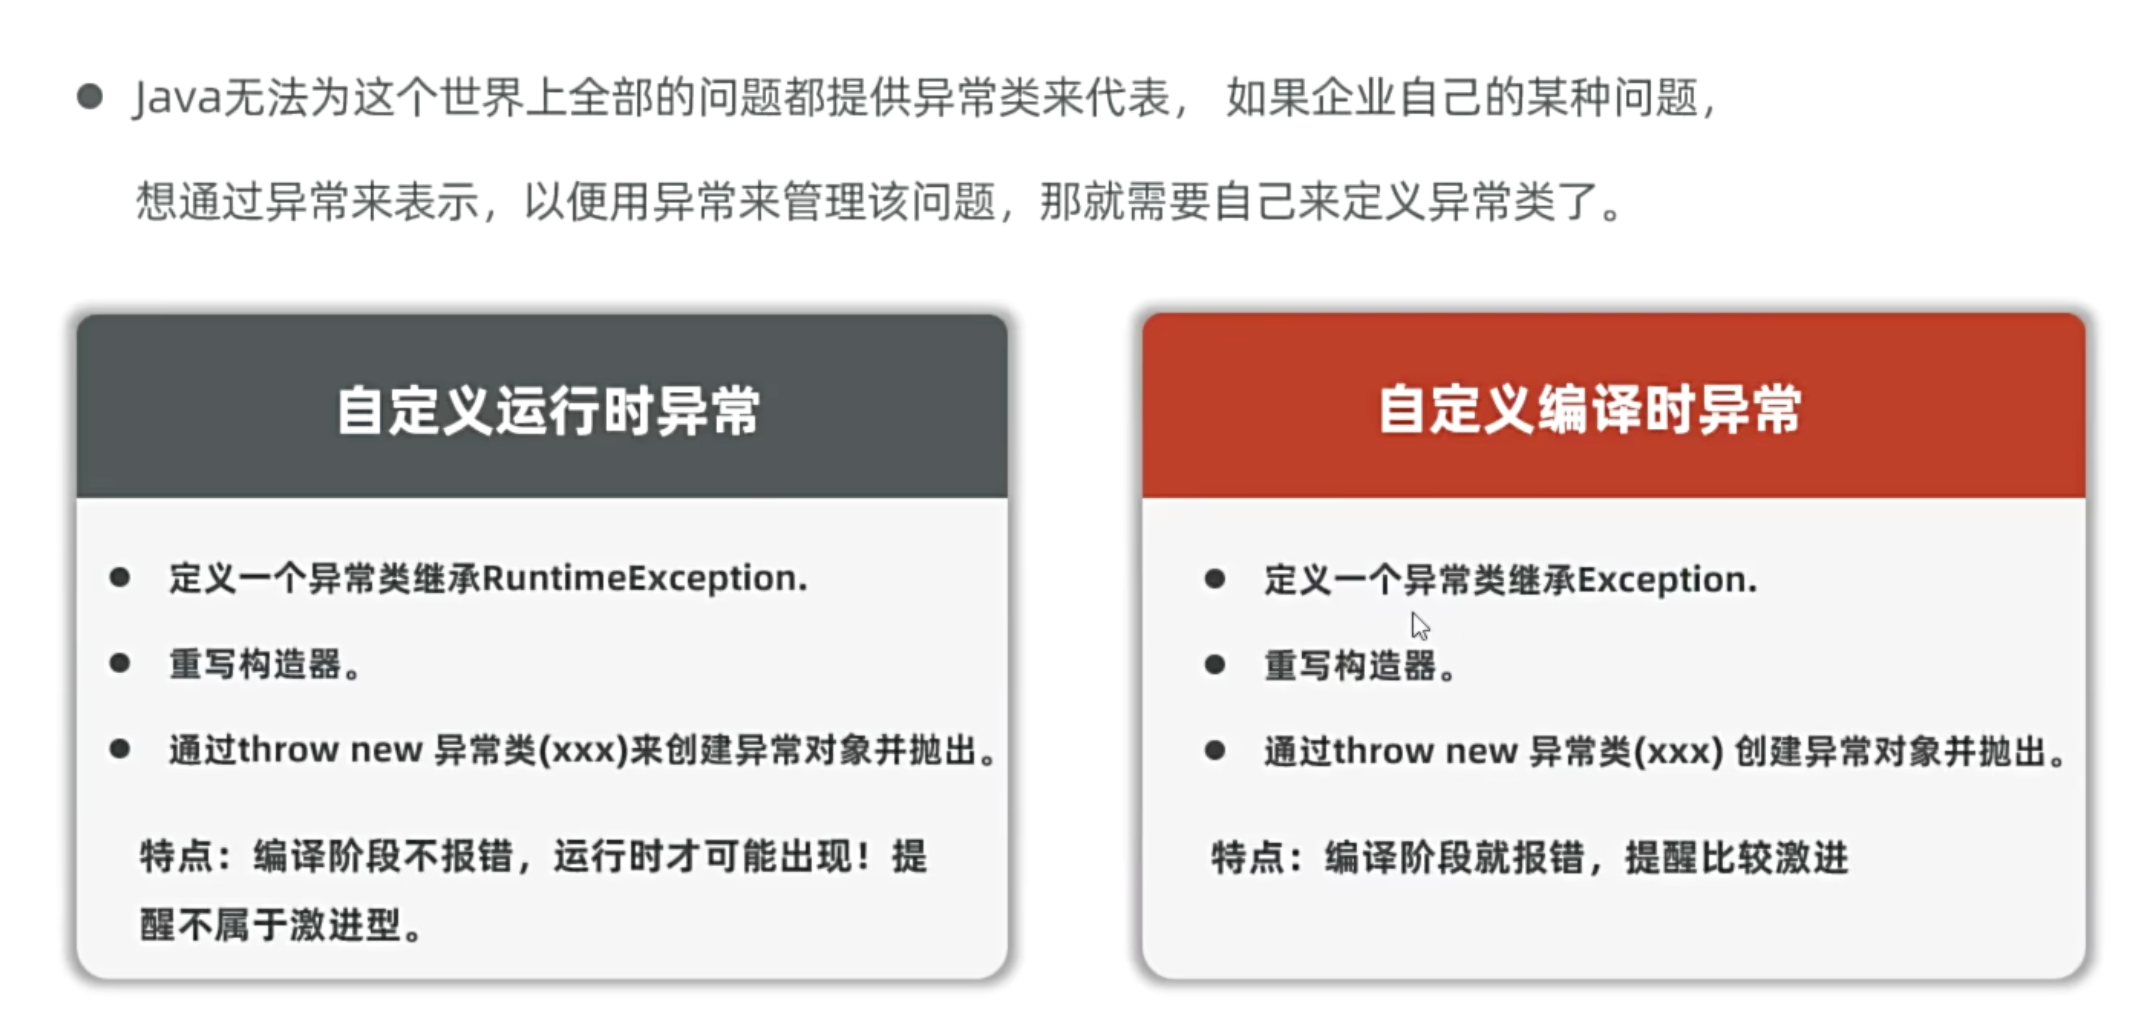 Java无法为这个世界上全部的问题都提供异常类来代表， 如果企业自己的某种问题，
想通过异常来表示，以便用异常来管理该问题，那就需要自己来定义异常类了。
自定义运行时异常
定义一个异常类继承RuntimeException.
重写构造器。
通过throw new 异常类(xxx)来创建异常对象并抛出。
特点：编译阶段不报错，运行时才可能出现！提
醒不属于激进型。
自定义编译时异常
定义一个异常类继承Exception.
重写构造器。
通过throw new 异常类(xxx) 创建异常对象并抛出。
特点：编译阶段就报错，提醒比较激进